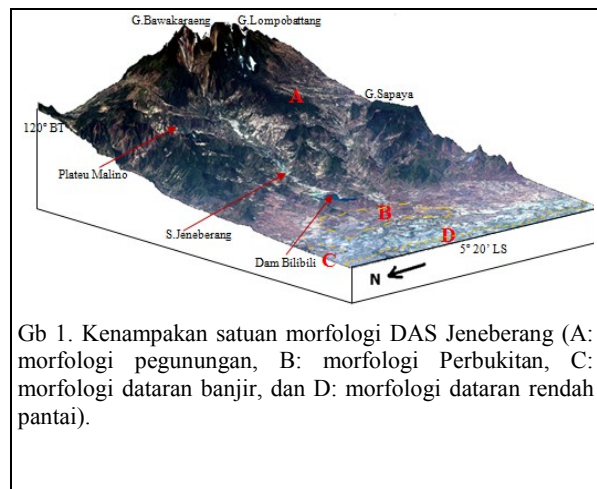 G.Bawakaraeng G.Lompobattang
A
G.Sapaya
120° BT
Plateu Malino
B
S.Jeneberang
D
5° 20’ LS
Dam Bilibili
C
N
Gb 1. Kenampakan satuan morfologi DAS Jeneberang (A:
morfologi pegunungan, B: morfologi Perbukitan, C:
morfologi dataran banjir, dan D: morfologi dataran rendah
pantai).